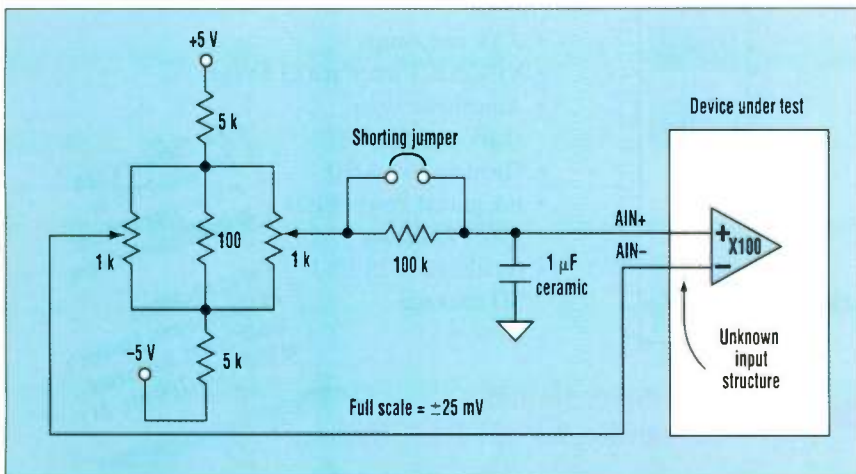 +5 V
5 k
Device under test
Shorting jumper
AIN+
AIN–
+
X100
–
1 k
100
1 k
100 k
1 µF
ceramic
Unknown
input
structure
–5 V
5 k
Full scale = ±25 mV